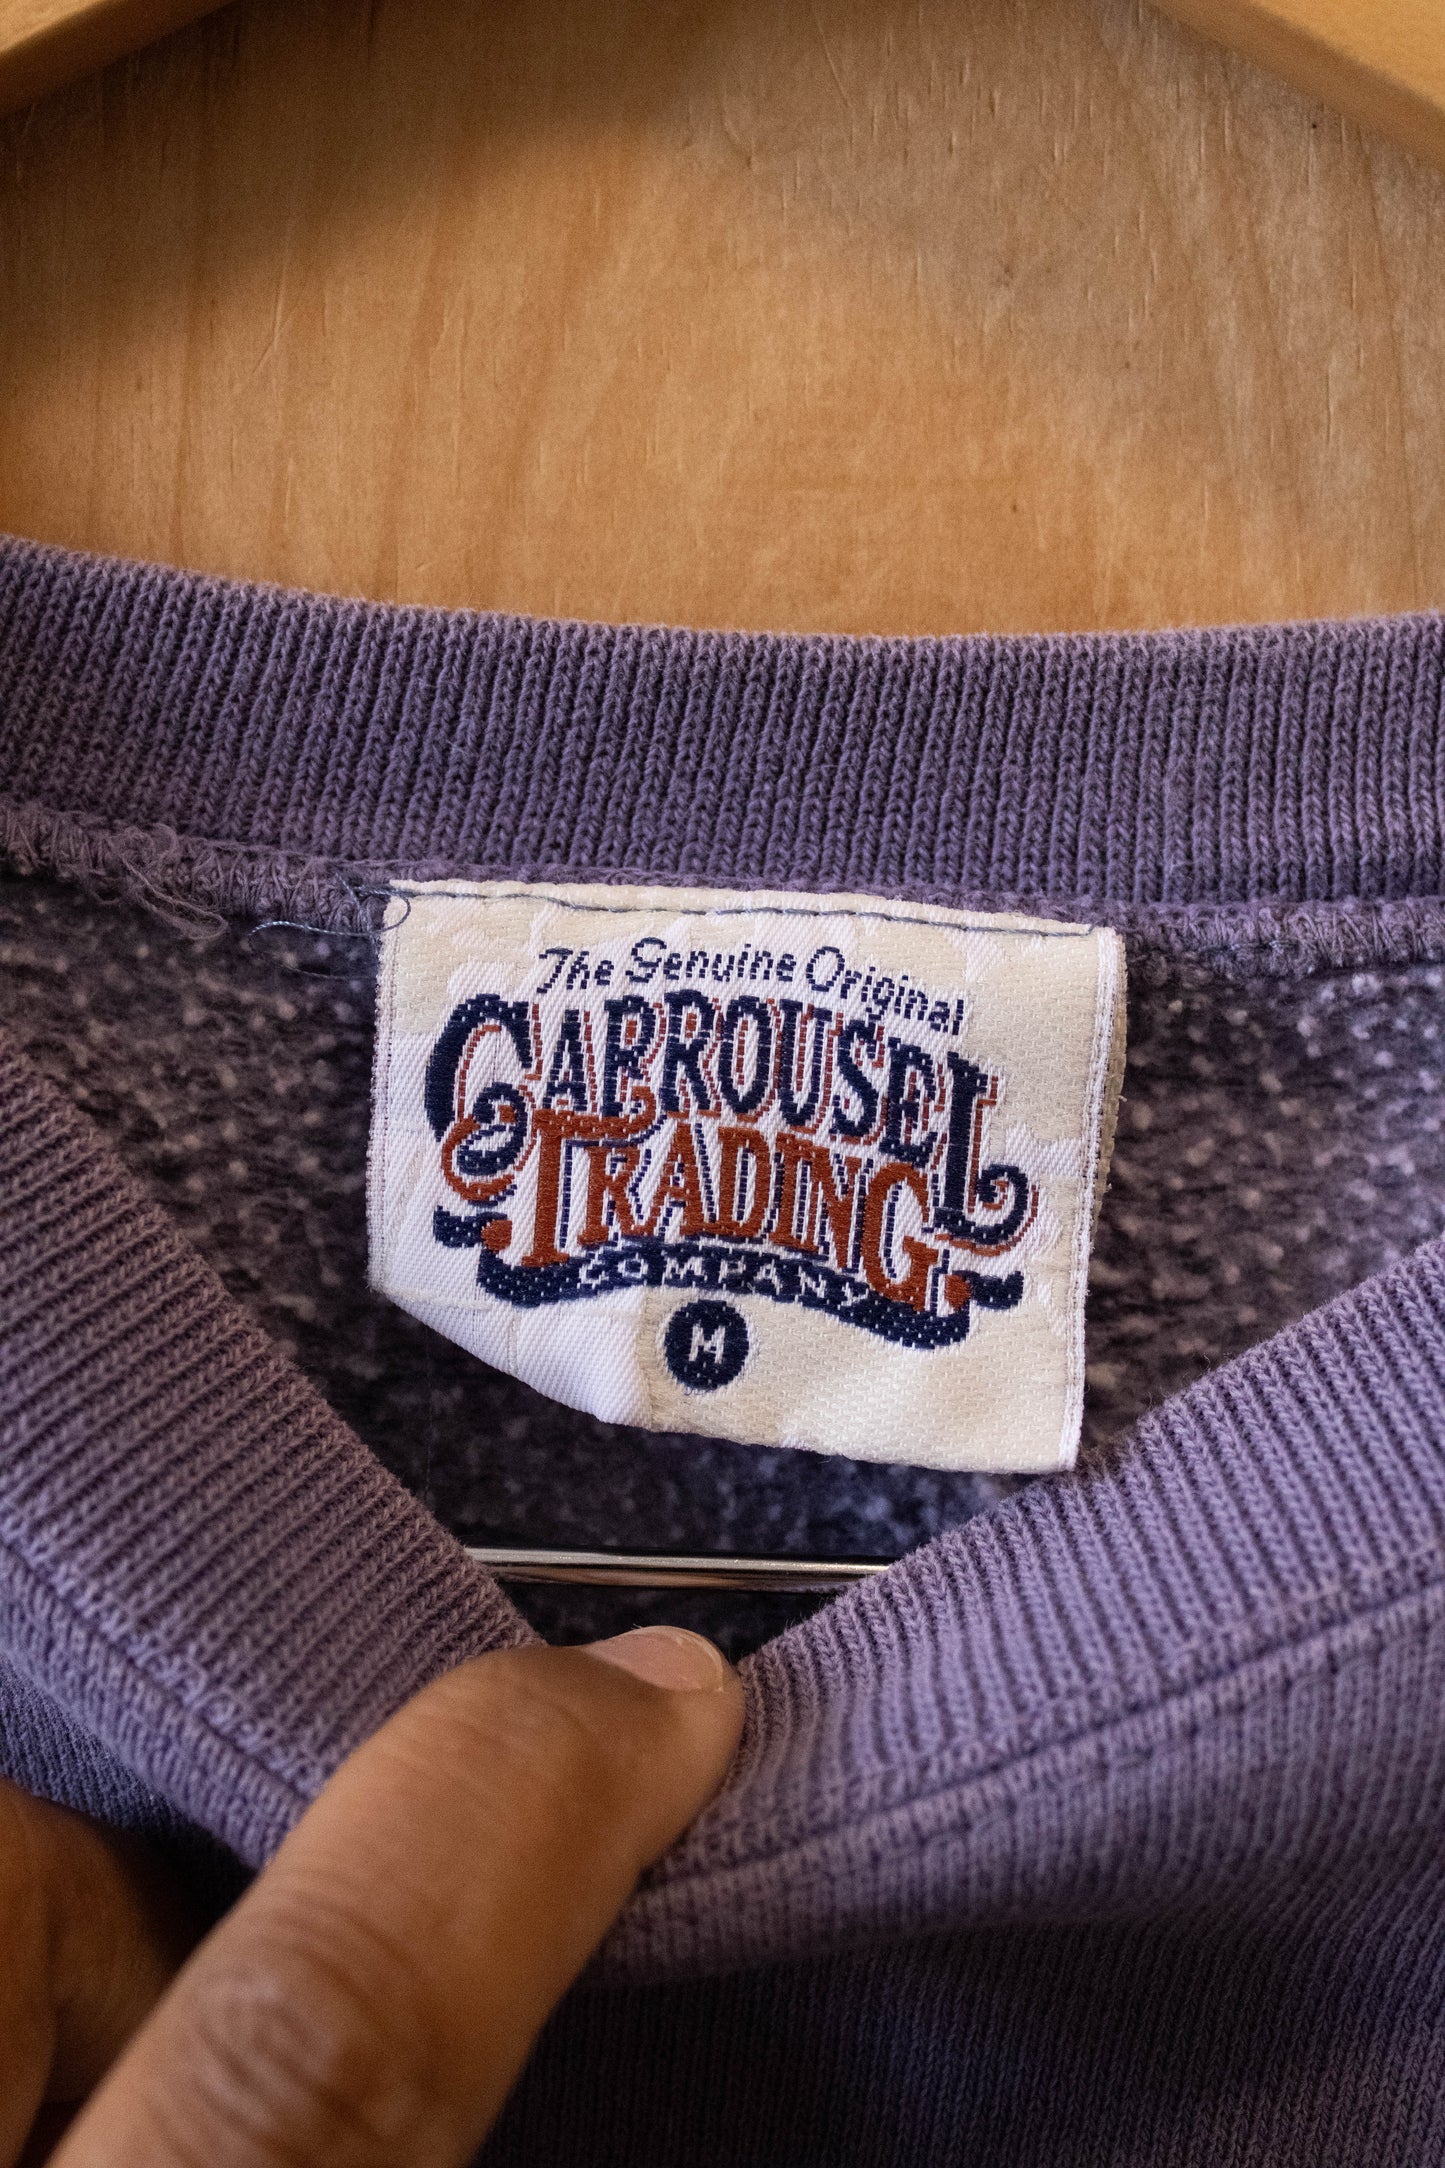 The Genuine Original
CARROUSEL
TRADING
COMPANY
M